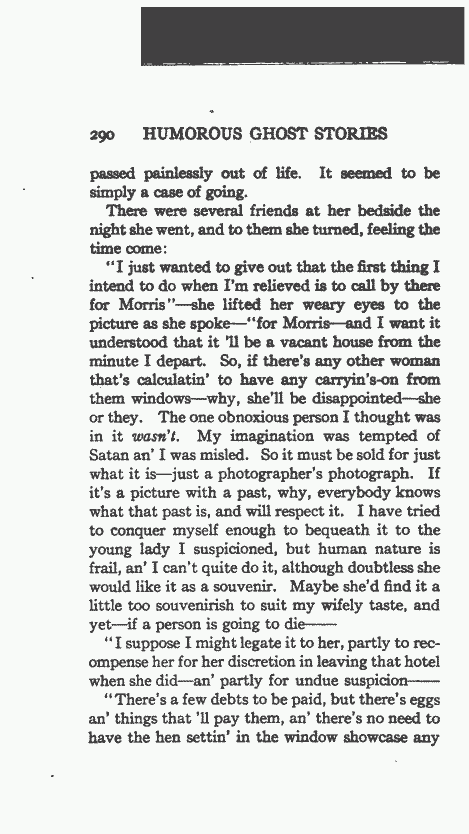 290 HUMOROUS GHOST STORIES
passed painlessly out of life. It seemed to be
simply a case of going.
There were several friends at her bedside the
night she went, and to them she turned, feeling the
time come:
"I just wanted to give out that the first thing I
intend to do when I'm relieved is to call by there
for Morris"—she lifted her weary eyes to the
picture as she spoke—"for Morris—and I want it
understood that it 'll be a vacant house from the
minute I depart. So, if there's any other woman
that's calculatin' to have any carryin's-on from
them windows—why, she'll be disappointed—she
or they. The one obnoxious person I thought was
in it wasn't. My imagination was tempted of
Satan an' I was misled. So it must be sold for just
what it is—just a photographer's photograph. If
it's a picture with a past, why, everybody knows
what that past is, and will respect it. I have tried
to conquer myself enough to bequeath it to the
young lady I suspicioned, but human nature is
frail, an' I can't quite do it, although doubtless she
would like it as a souvenir. Maybe she'd find it a
little too souvenirish to suit my wifely taste, and
yet—if a person is going to die——
"I suppose I might legate it to her, partly to rec-
ompense her for her discretion in leaving that hotel
when she did—an' partly for undue suspicion——
"There's a few debts to be paid, but there's eggs
an' things that 'll pay them, an' there's no need to
have the hen settin' in the window showcase any